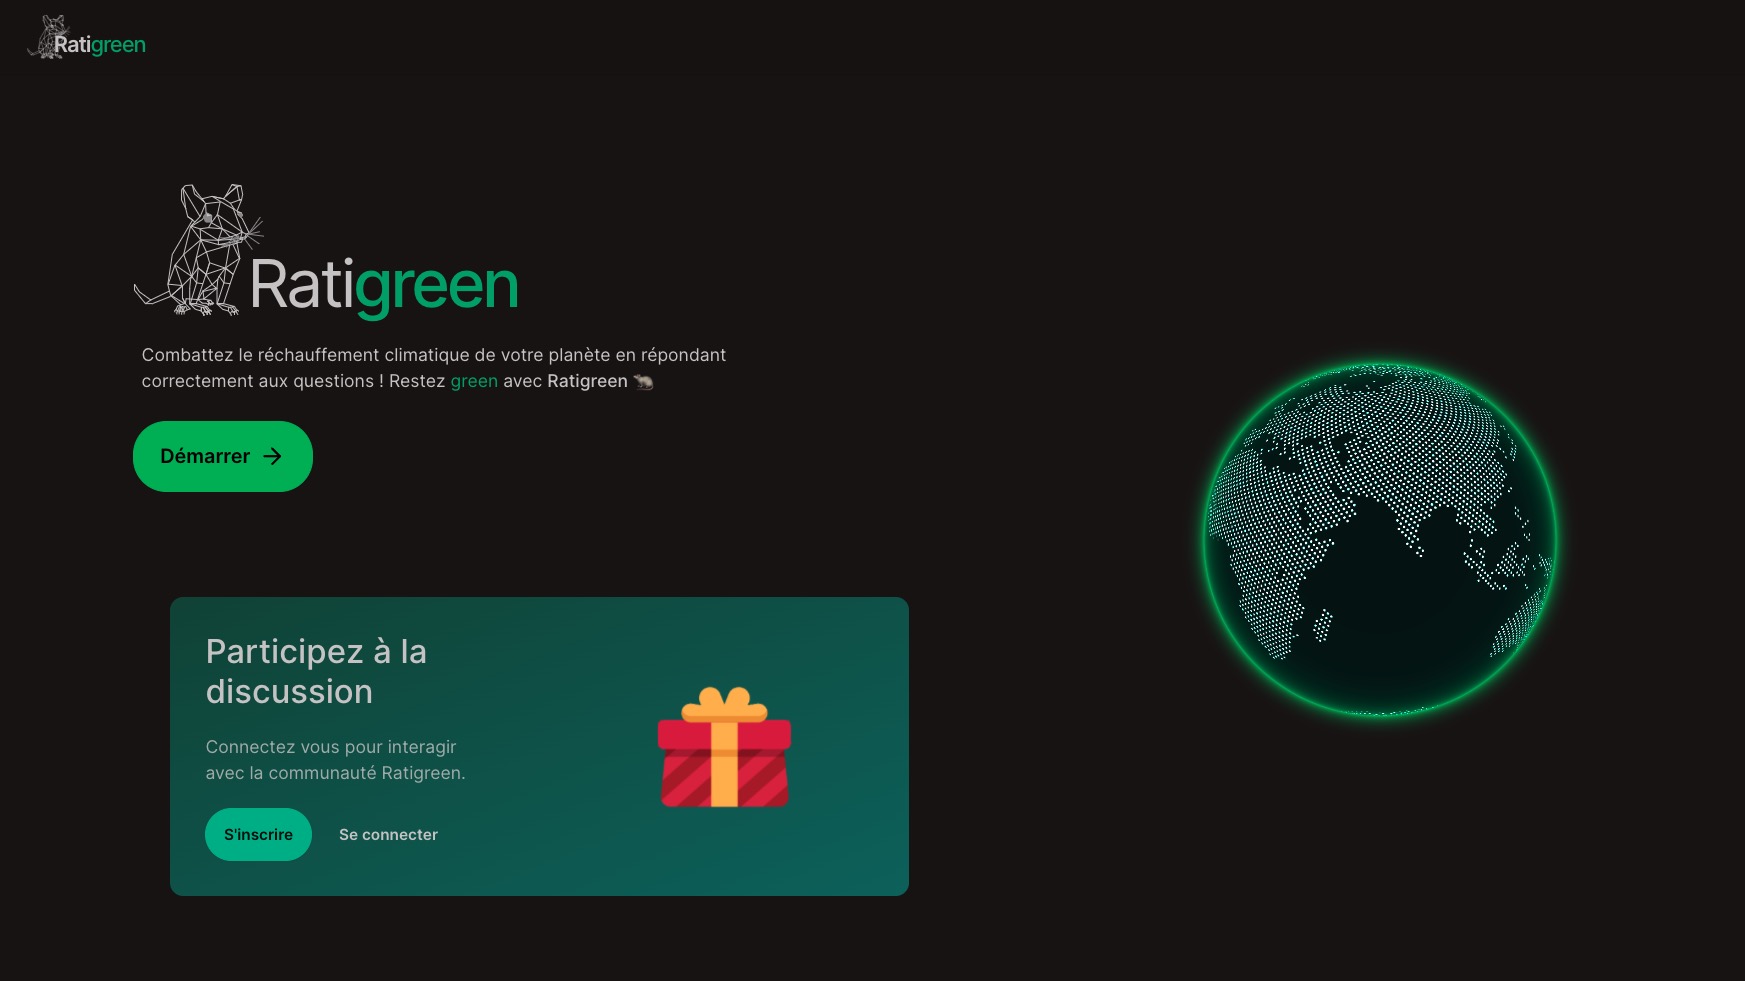 Ratigreen
Ratigreen
Combattez le réchauffement climatique de votre planète en répondant
correctement aux questions ! Restez green avec Ratigreen 🐀
Démarrer →
Participez à la
discussion
Connectez vous pour interagir
avec la communauté Ratigreen.
S'inscrire
Se connecter